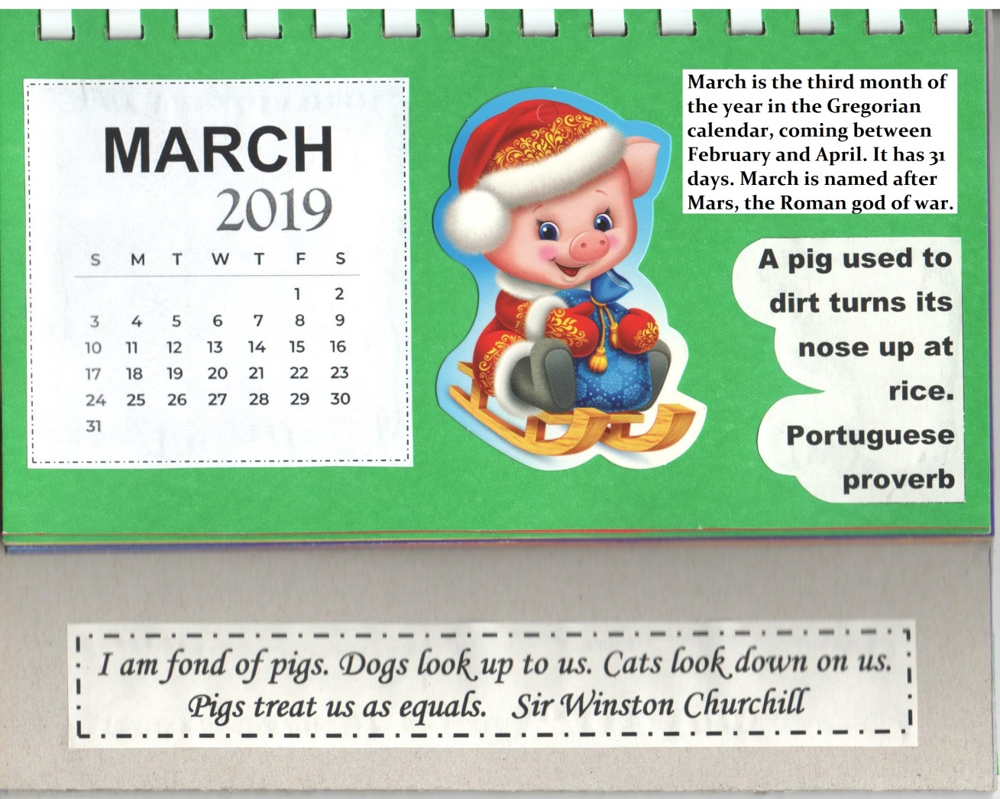 MARCH
2019
S M T W T F S
1 2
3 4 5 6 7 8 9
10 11 12 13 14 15 16
17 18 19 20 21 22 23
24 25 26 27 28 29 30
31
March is the third month of
the year in the Gregorian
calendar, coming between
February and April. It has 31
days. March is named after
Mars, the Roman god of war.
A pig used to
dirt turns its
nose up at
rice.
Portuguese
proverb
I am fond of pigs. Dogs look up to us. Cats look down on us.
Pigs treat us as equals. Sir Winston Churchill